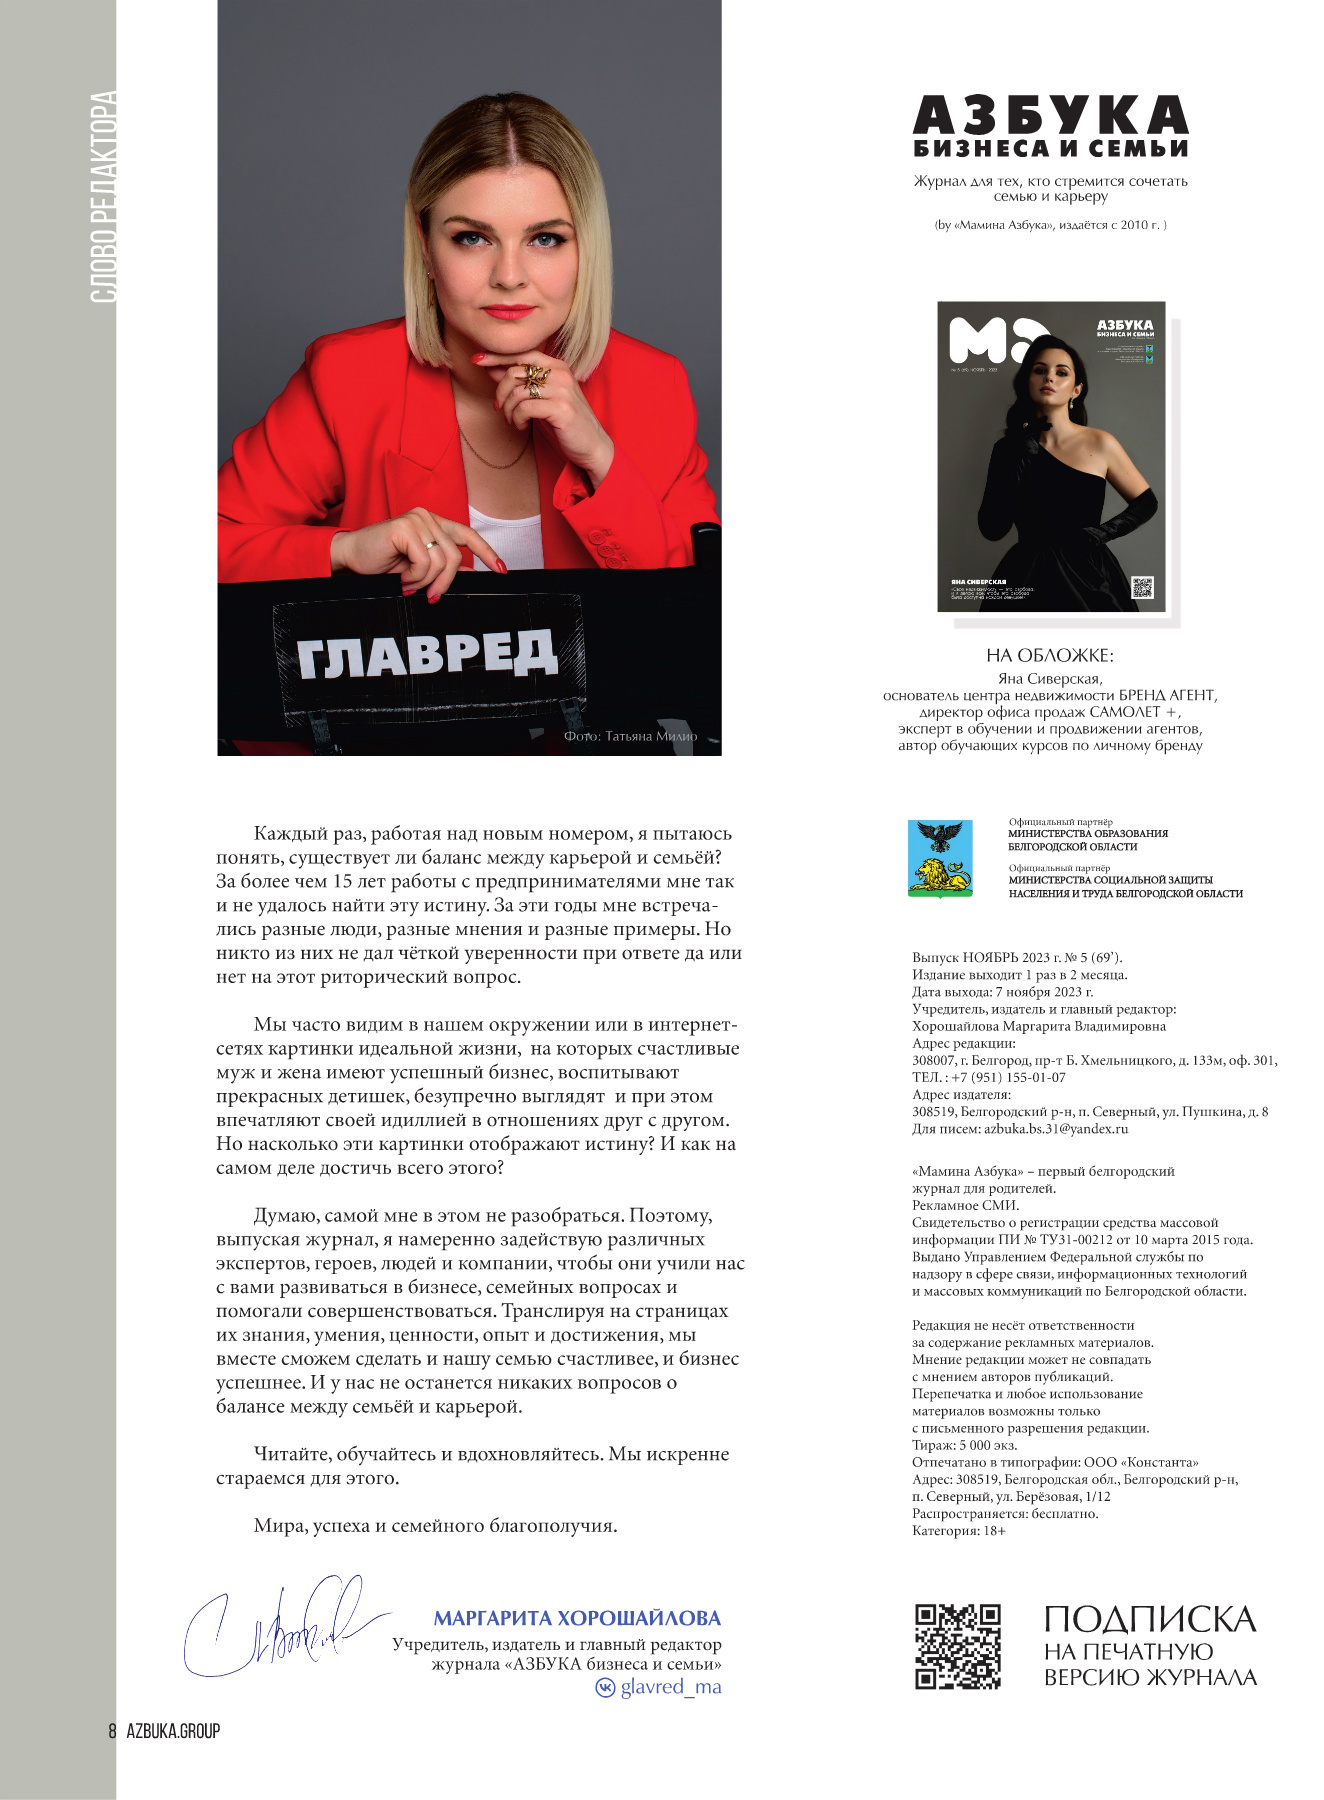 СЛОВО РЕДАКТОРА
ГЛАВРЕД
Фото: Татьяна Милио
Каждый раз, работая над новым номером, я пытаюсь
понять, существует ли баланс между карьерой и семьёй?
За более чем 15 лет работы с предпринимателями мне так
и не удалось найти эту истину. За эти годы мне встреча-
лись разные люди, разные мнения и разные примеры. Но
никто из них не дал чёткой уверенности при ответе да или
нет на этот риторический вопрос.
Мы часто видим в нашем окружении или в интернет-
сетях картинки идеальной жизни, на которых счастливые
муж и жена имеют успешный бизнес, воспитывают
прекрасных детишек, безупречно выглядят и при этом
впечатляют своей идиллией в отношениях друг с другом.
Но насколько эти картинки отображают истину? И как на
самом деле достичь всего этого?
Думаю, самой мне в этом не разобраться. Поэтому,
выпуская журнал, я намеренно задействую различных
экспертов, героев, людей и компании, чтобы они учили нас
с вами развиваться в бизнесе, семейных вопросах и
помогали совершенствоваться. Транслируя на страницах
их знания, умения, ценности, опыт и достижения, мы
вместе сможем сделать и нашу семью счастливее, и бизнес
успешнее. И у нас не останется никаких вопросов о
балансе между семьёй и карьерой.
Читайте, обучайтесь и вдохновляйтесь. Мы искренне
стараемся для этого.
Мира, успеха и семейного благополучия.
МАРГАРИТА ХОРОШАЙЛОВА
Учредитель, издатель и главный редактор
журнала «АЗБУКА бизнеса и семьи»
glavred_ma
8 AZBUKA.GROUP
АЗБУКА
БИЗНЕСА И СЕМЬИ
Журнал для тех, кто стремится сочетать
семью и карьеру
(by «Мамина Азбука», издаётся с 2010 г. )
Ма
АЗБУКА
БИЗНЕСА И СЕМЬИ
ЯНА СИВЕРСКАЯ
НА ОБЛОЖКЕ:
Яна Сиверская,
основатель центра недвижимости БРЕНД АГЕНТ,
директор офиса продаж САМОЛЕТ +,
эксперт в обучении и продвижении агентов,
автор обучающих курсов по личному бренду
Официальный партнёр
МИНИСТЕРСТВА ОБРАЗОВАНИЯ
БЕЛГОРОДСКОЙ ОБЛАСТИ
Официальный партнёр
МИНИСТЕРСТВА СОЦИАЛЬНОЙ ЗАЩИТЫ
НАСЕЛЕНИЯ И ТРУДА БЕЛГОРОДСКОЙ ОБЛАСТИ
Выпуск НОЯБРЬ 2023 г. № 5 (69').
Издание выходит 1 раз в 2 месяца.
Дата выхода: 7 ноября 2023 г.
Учредитель, издатель и главный редактор:
Хорошайлова Маргарита Владимировна
Адрес редакции:
308007, г. Белгород, пр-т Б. Хмельницкого, д. 133м, оф. 301,
ТЕЛ. : +7 (951) 155-01-07
Адрес издателя:
308519, Белгородский р-н, п. Северный, ул. Пушкина, д. 8
Для писем: azbuka.bs.31@yandex.ru
«Мамина Азбука» – первый белгородский
журнал для родителей.
Рекламное СМИ.
Свидетельство о регистрации средства массовой
информации ПИ № ТУ31-00212 от 10 марта 2015 года.
Выдано Управлением Федеральной службы по
надзору в сфере связи, информационных технологий
и массовых коммуникаций по Белгородской области.
Редакция не несёт ответственности
за содержание рекламных материалов.
Мнение редакции может не совпадать
с мнением авторов публикаций.
Перепечатка и любое использование
материалов возможны только
с письменного разрешения редакции.
Тираж: 5 000 экз.
Отпечатано в типографии: ООО «Константа»
Адрес: 308519, Белгородская обл., Белгородский р-н,
п. Северный, ул. Берёзовая, 1/12
Распространяется: бесплатно.
Категория: 18+
ПОДПИСКА
НА ПЕЧАТНУЮ
ВЕРСИЮ ЖУРНАЛА